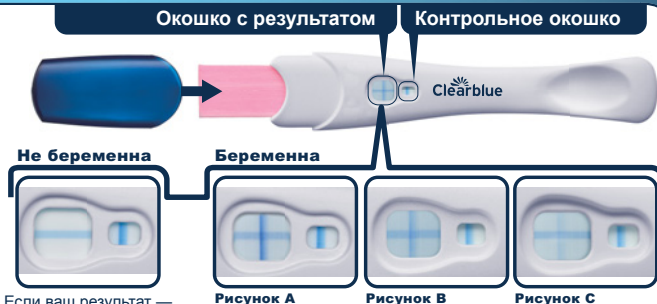 Окошко с результатом
Контрольное окошко
Clearblue
Не беременна
Беременна
Если ваш результат —
Рисунок А
Рисунок В
Рисунок С